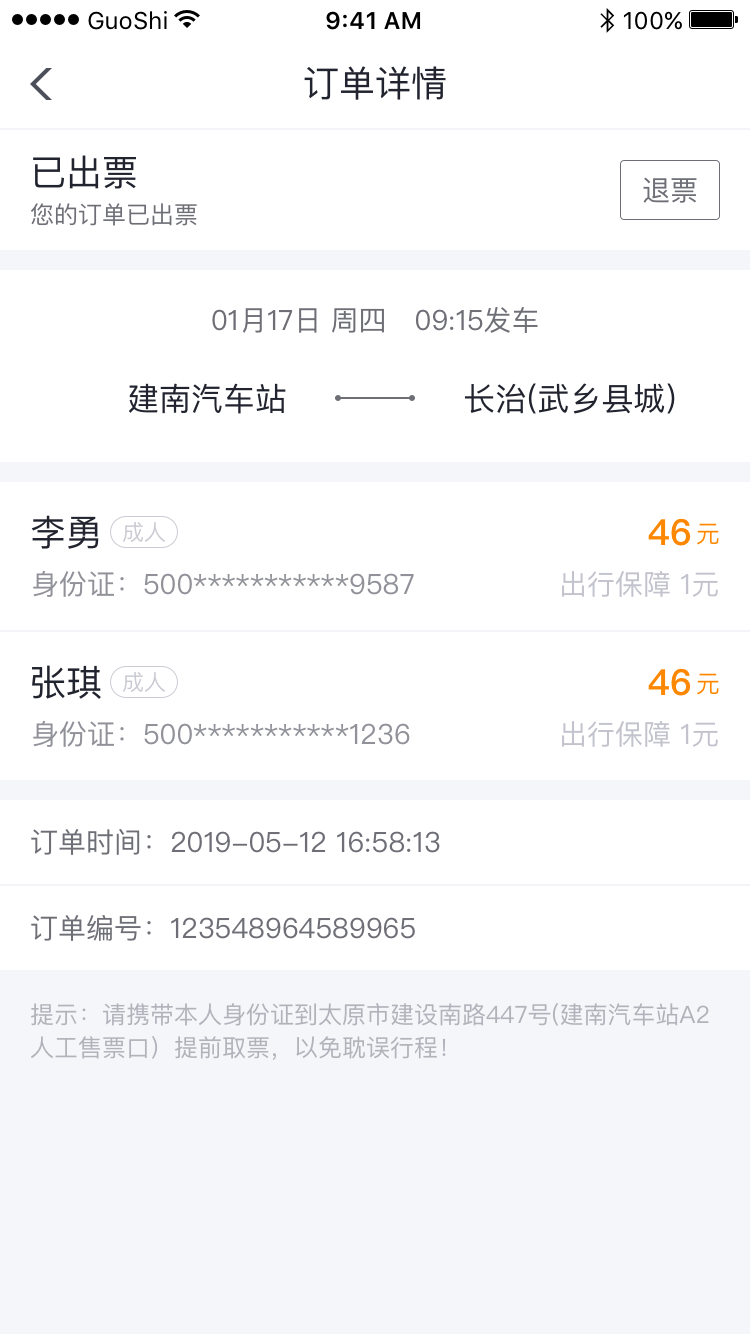 GuoShi 9:41 AM 100%
订单详情
已出票
退票
您的订单已出票
01月17日 周四 09:15发车
建南汽车站 长治(武乡县城)
李勇 成人 46元
身份证：500***********9587 出行保障 1元
张琪 成人 46元
身份证：500***********1236 出行保障 1元
订单时间：2019–05–12 16:58:13
订单编号：123548964589965
提示：请携带本人身份证到太原市建设南路447号(建南汽车站A2
人工售票口）提前取票，以免耽误行程！